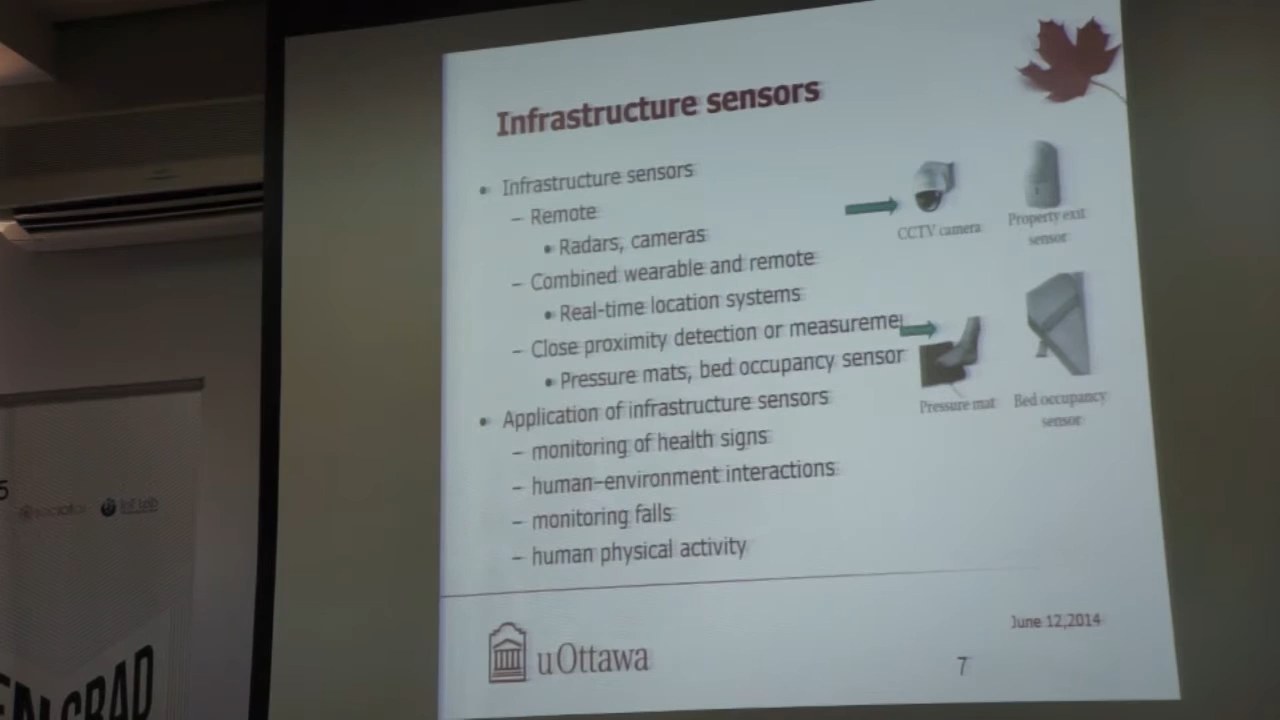 Infrastructure sensors
• Infrastructure sensors
– Remote
• Radars, cameras
– Combined wearable and remote
• Real-time location systems
– Close proximity detection or measureme
• Pressure mats, bed occupancy sensor
• Application of infrastructure sensors
– monitoring of health signs
– human-environment interactions
– monitoring falls
– human physical activity
CCTV camera
Property exit
sensor
Pressure mat
Bed occupancy
sensor
uOttawa
June 12,2014
7
5